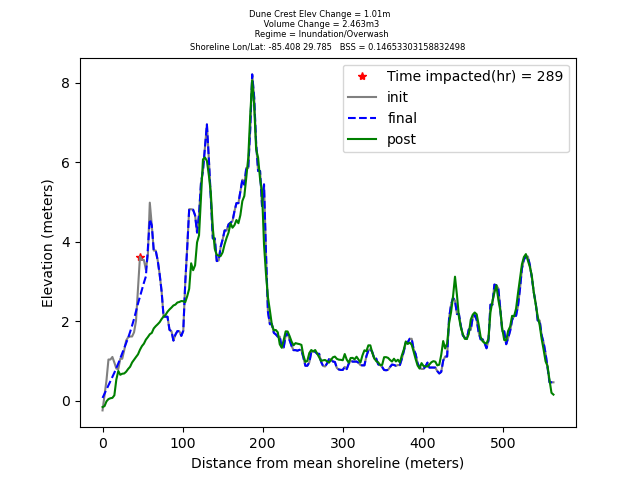 Dune Crest Elev Change = 1.01m
Volume Change = 2.463m3
Regime = Inundation/Overwash
Shoreline Lon/Lat: -85.408 29.785 BSS = 0.14653303158832498
Time impacted(hr) = 289
init
final
post
8
6
4
2
0
Elevation (meters)
0 100 200 300 400 500
Distance from mean shoreline (meters)